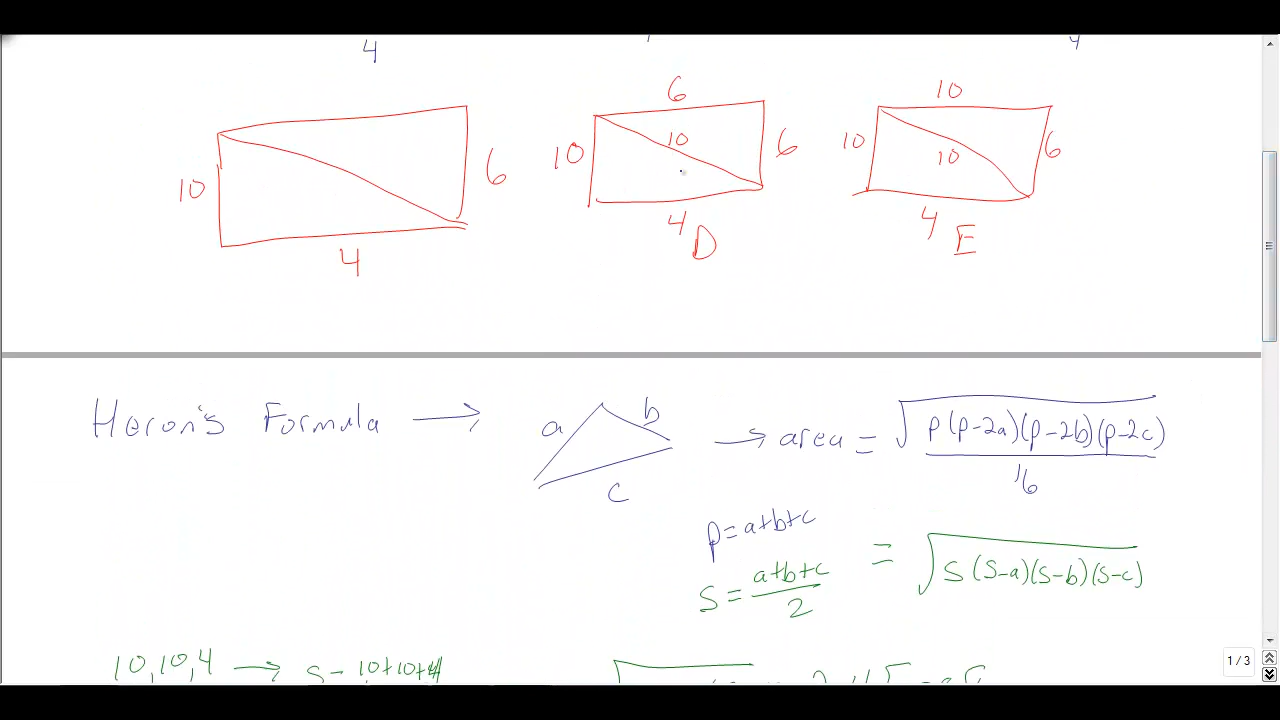 4
4
6 10
10 6 10 10 6 10 10 6
4 4 D 4 E
Heron's Formula → a b c → area = √p(p-2a)(p-2b)(p-2c)/16
p = a+b+c
s = a+b+c/2 = √s(s-a)(s-b)(s-c)
10,10,4 → s = 10+10+4
1 / 3